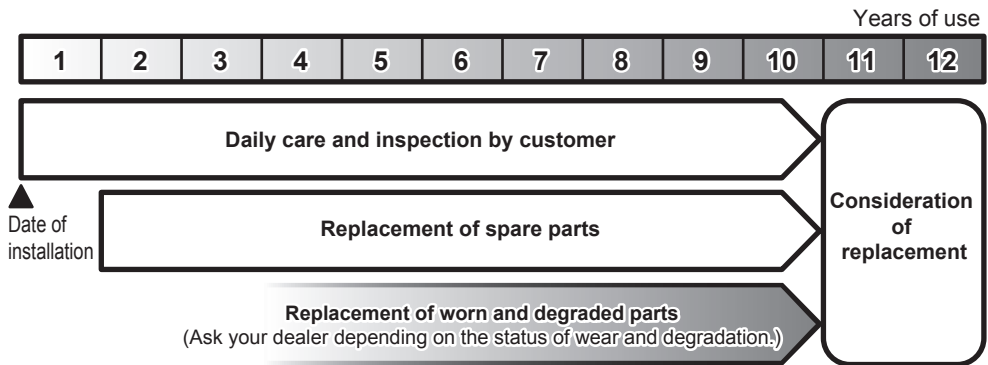 Years of use
1 2 3 4 5 6 7 8 9 10 11 12
Daily care and inspection by customer
Date of
installation
Replacement of spare parts
Replacement of worn and degraded parts
(Ask your dealer depending on the status of wear and degradation.)
Consideration
of
replacement